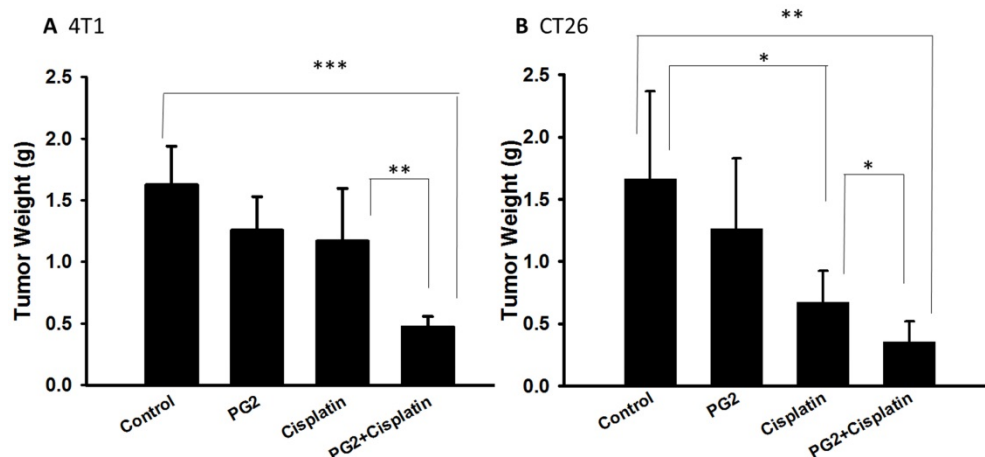 A 4T1
***
**
Tumor Weight (g)
2.5
2.0
1.5
1.0
0.5
0.0
Control
PG2
Cisplatin
PG2+Cisplatin
B CT26
**
*
*
Tumor Weight (g)
2.5
2.0
1.5
1.0
0.5
0.0
Control
PG2
Cisplatin
PG2+Cisplatin